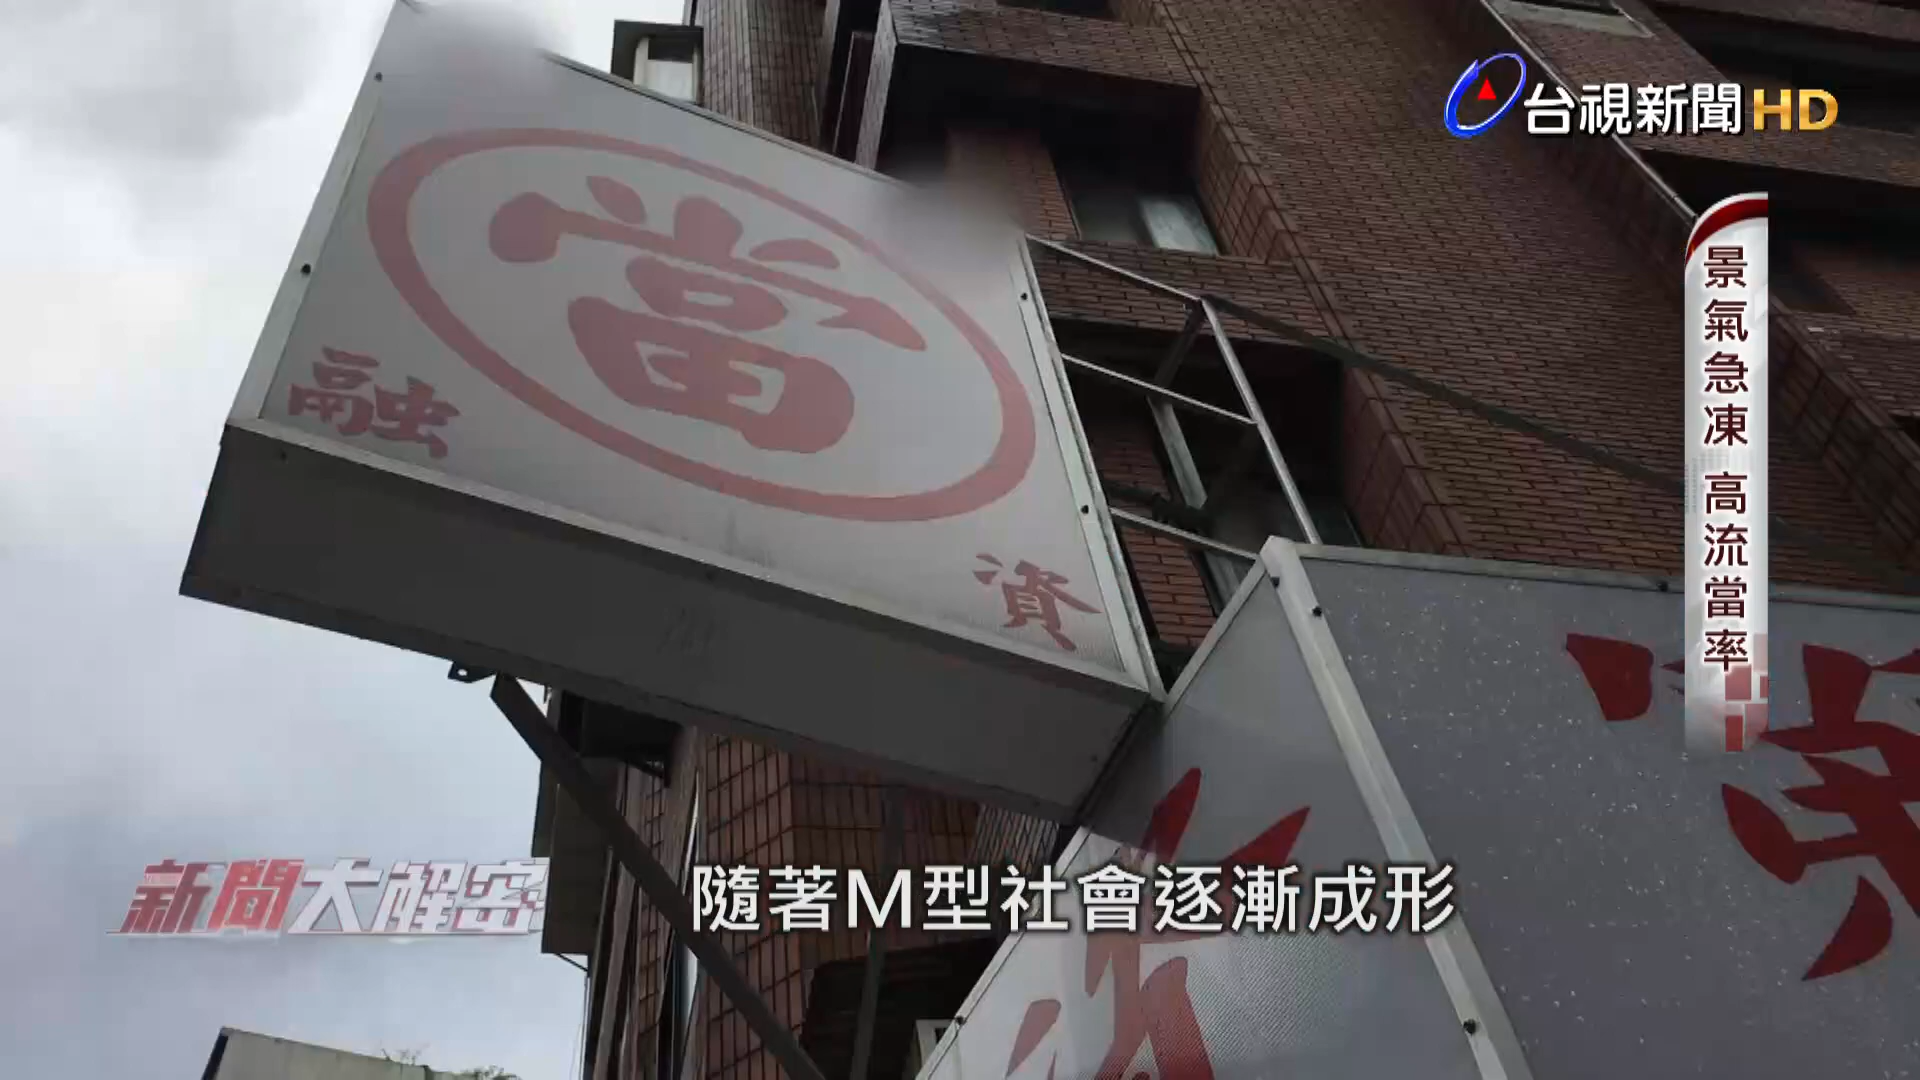 台視新聞HD
當
融
資
景氣急凍 高流當率
新聞大解密
隨著M型社會逐漸成形